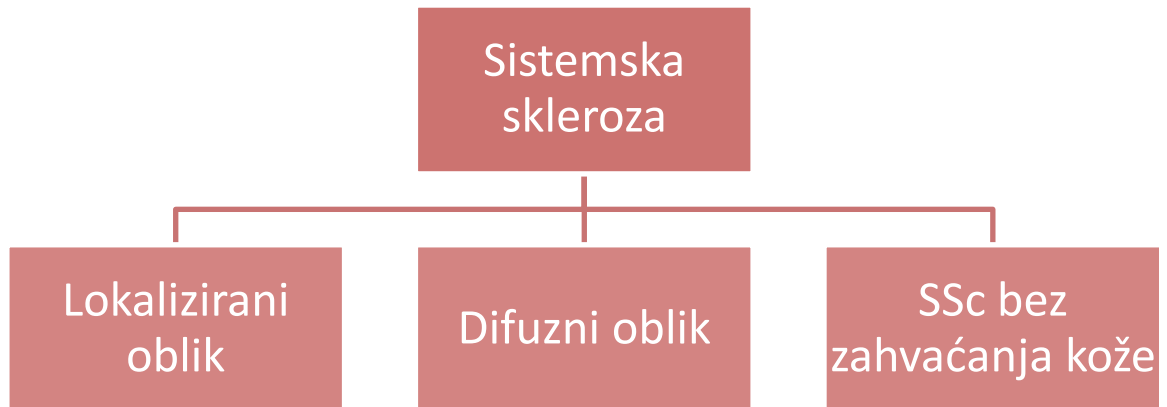 Sistemska
skleroza
Lokalizirani
oblik
Difuzni oblik
SSc bez
zahvaćanja kože